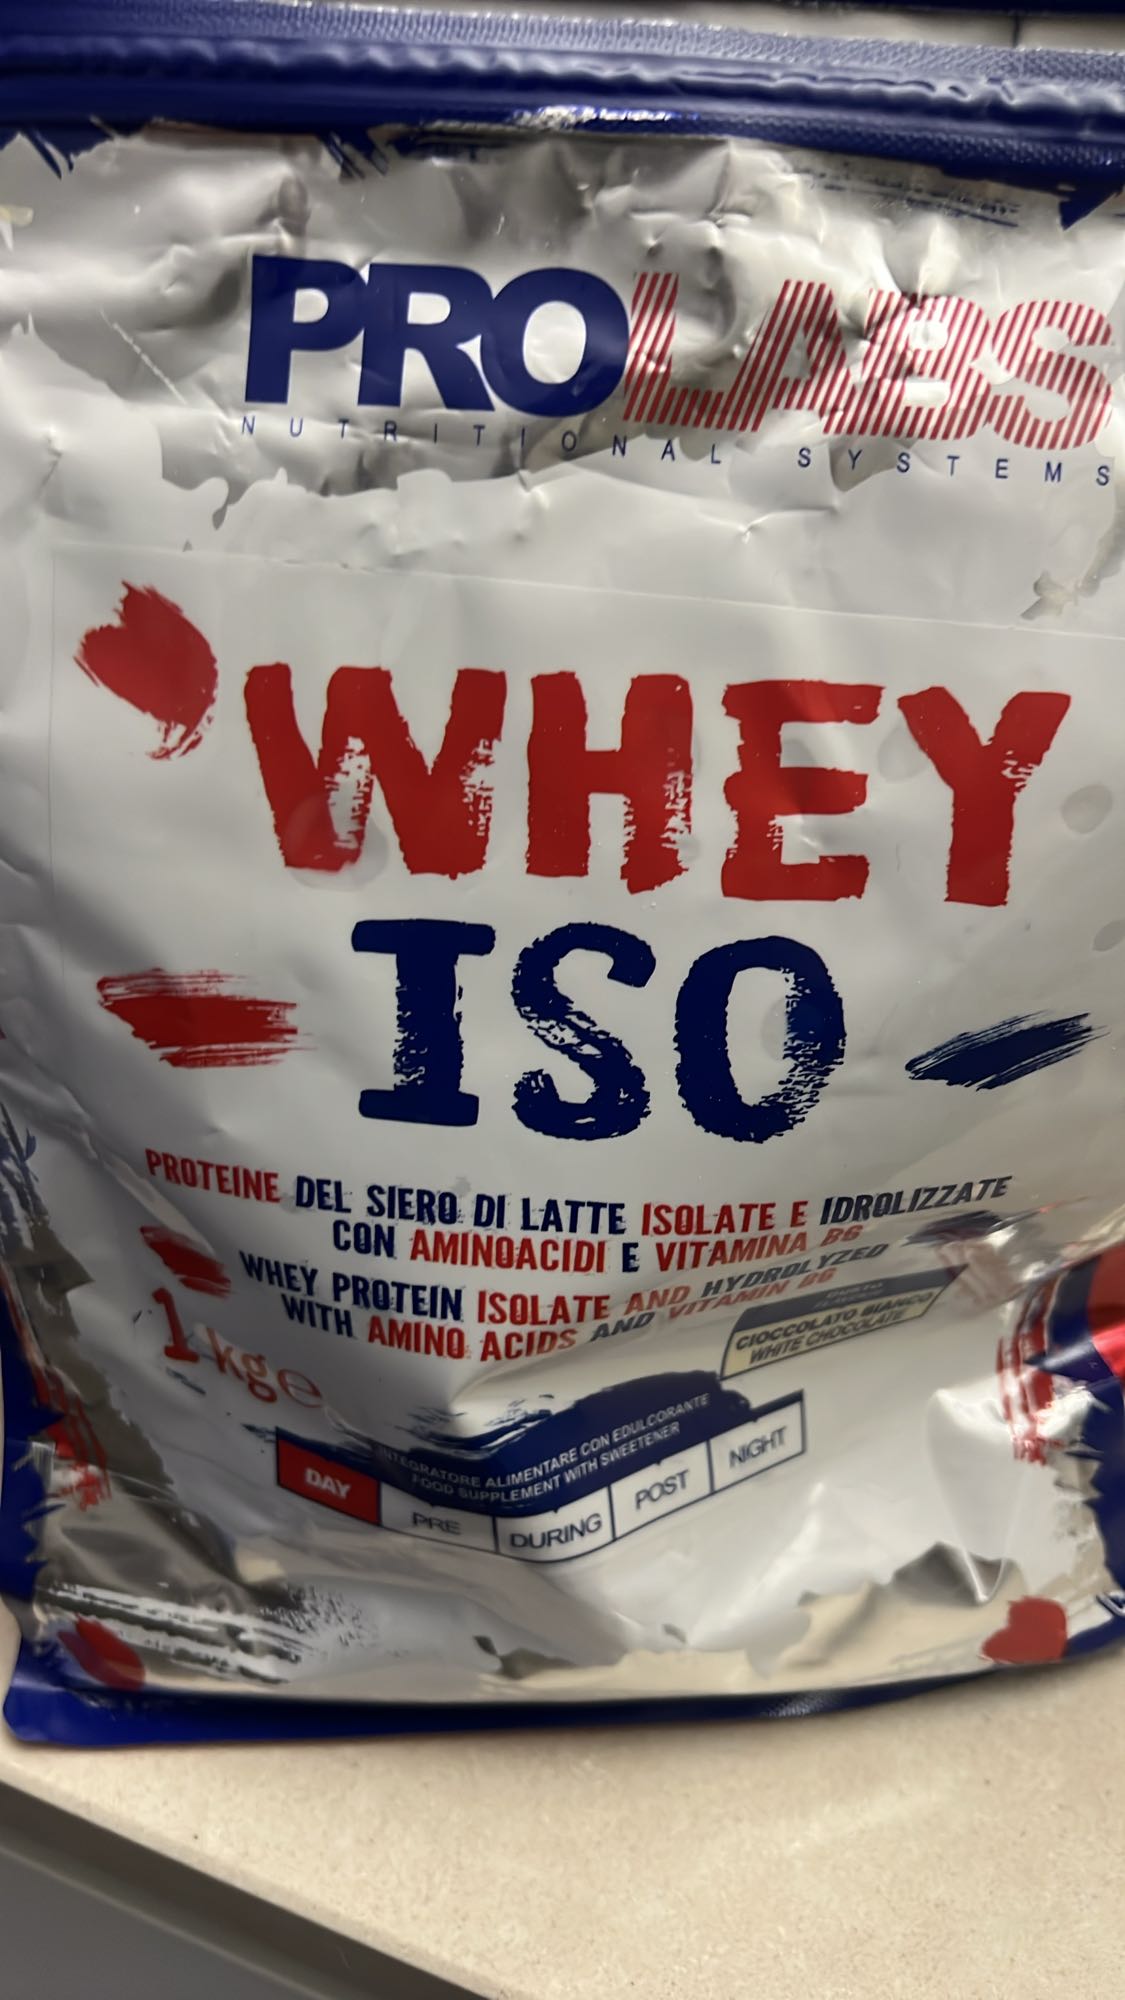 PROLABS
NUTRITIONAL SYSTEMS
WHEY
ISO
PROTEINE DEL SIERO DI LATTE ISOLATE E IDROLIZZATE
CON AMINOACIDI E VITAMINA B6
WHEY PROTEIN ISOLATE AND HYDROLYZED
WITH AMINO ACIDS AND VITAMIN B6
1 kg e
CIOCCOLATO BIANCO
WHITE CHOCOLATE
INTEGRATORE ALIMENTARE CON EDULCORANTE
FOOD SUPPLEMENT WITH SWEETENER
DAY PRE DURING POST NIGHT